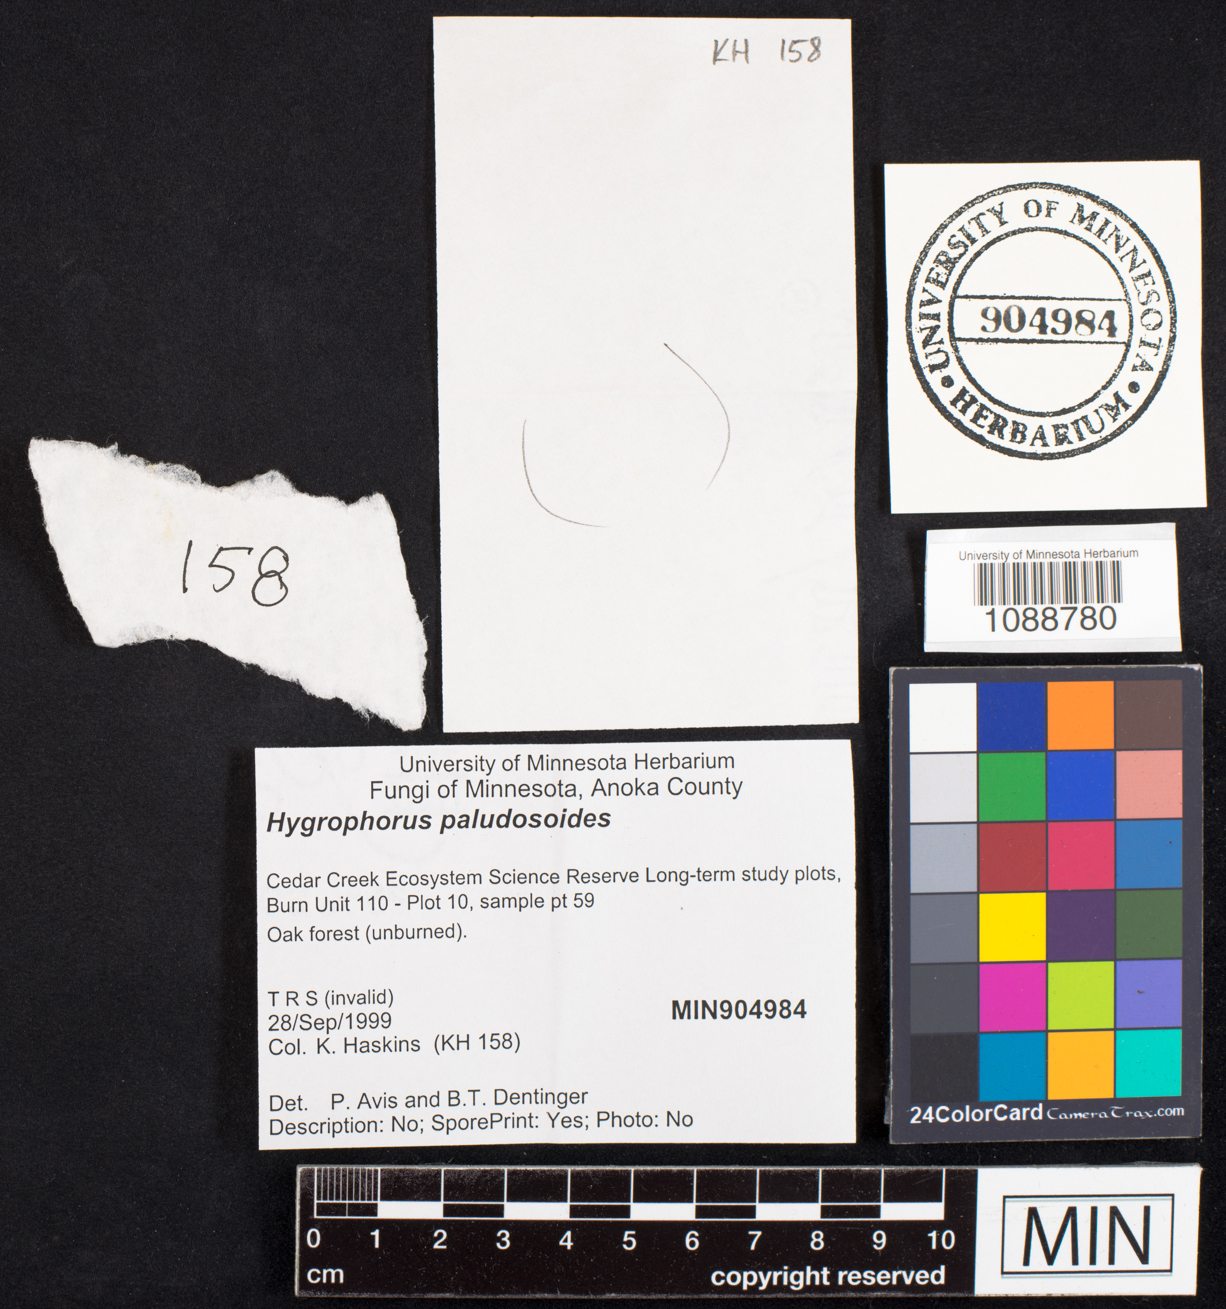 KH 158
UNIVERSITY OF MINNESOTA
904984
• HERBARIUM •
University of Minnesota Herbarium
1088780
158
University of Minnesota Herbarium
Fungi of Minnesota, Anoka County
Hygrophorus paludosoides
Cedar Creek Ecosystem Science Reserve Long-term study plots,
Burn Unit 110 - Plot 10, sample pt 59
Oak forest (unburned).
T R S (invalid)
28/Sep/1999
Col. K. Haskins (KH 158)
MIN904984
Det. P. Avis and B.T. Dentinger
Description: No; SporePrint: Yes; Photo: No
24ColorCard CameraTrax.com
0 1 2 3 4 5 6 7 8 9 10
cm
copyright reserved
MIN